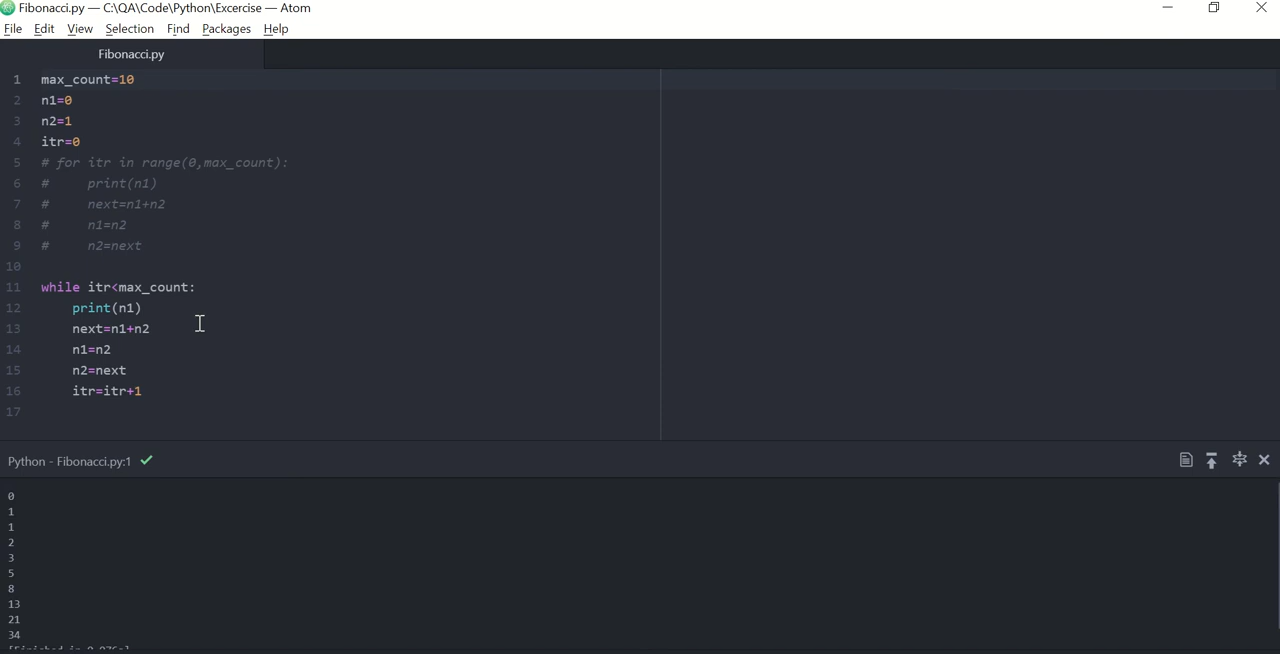 Fibonacci.py — C:\QA\Code\Python\Excercise — Atom
File Edit View Selection Find Packages Help
Fibonacci.py
1 max_count=10
2 n1=0
3 n2=1
4 itr=0
5 # for itr in range(0,max_count):
6 #     print(n1)
7 #     next=n1+n2
8 #     n1=n2
9 #     n2=next
10
11 while itr<max_count:
12     print(n1)
13     next=n1+n2
14     n1=n2
15     n2=next
16     itr=itr+1
17
Python - Fibonacci.py:1
0
1
1
2
3
5
8
13
21
34
[Finished in